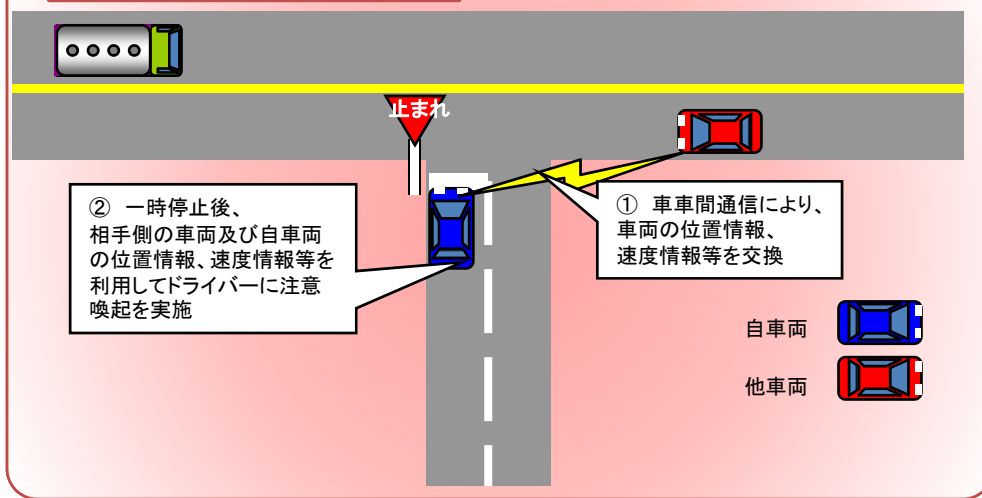 止まれ
② 一時停止後、
相手側の車両及び自車両
の位置情報、速度情報等を
利用してドライバーに注意
喚起を実施
① 車車間通信により、
車両の位置情報、
速度情報等を交換
自車両
他車両